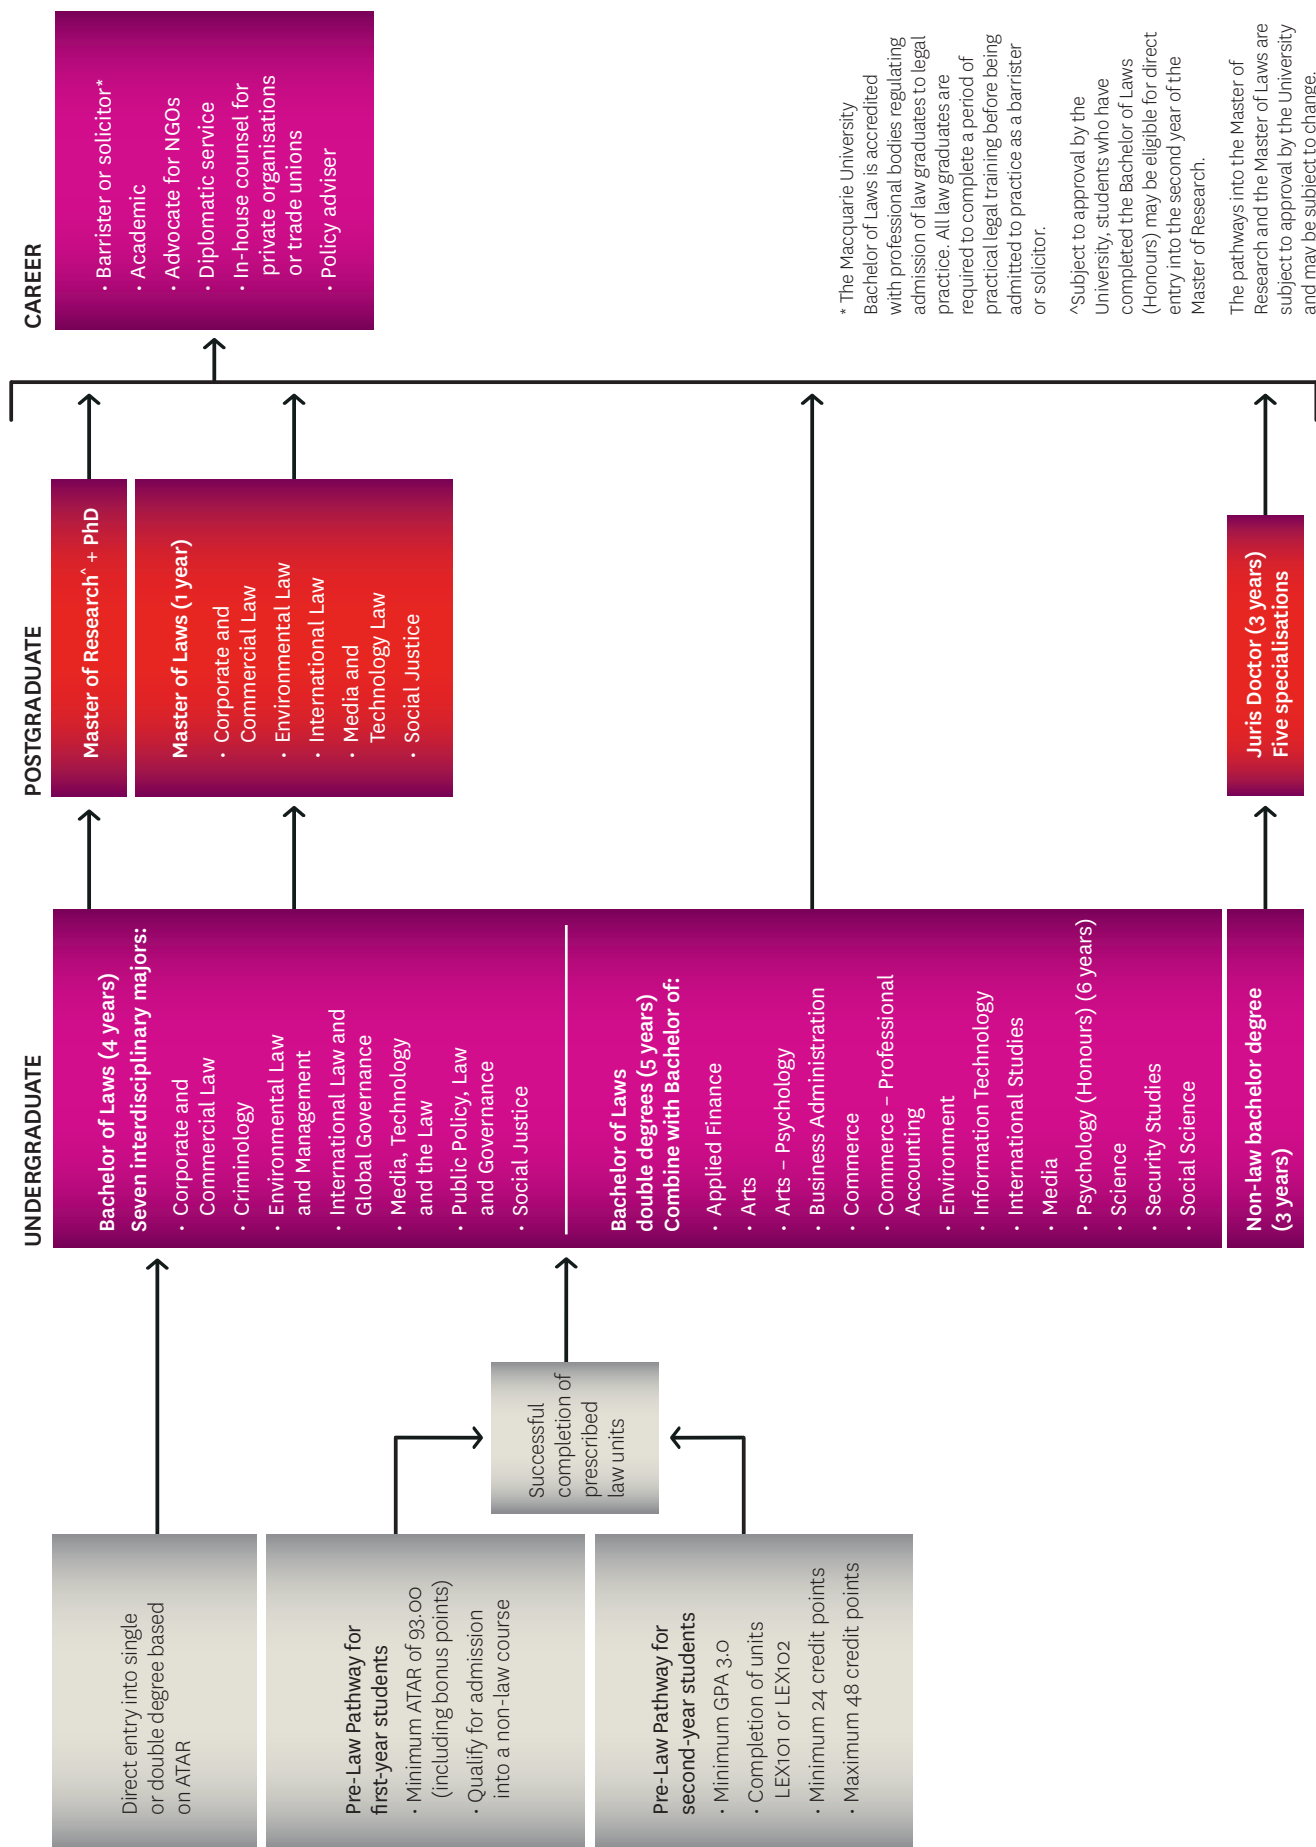 Direct entry into single
or double degree based
on ATAR
Pre-Law Pathway for
first-year students
• Minimum ATAR of 93.00
(including bonus points)
• Qualify for admission
into a non-law course
Pre-Law Pathway for
second-year students
• Minimum GPA 3.0
• Completion of units
LEX101 or LEX102
• Minimum 24 credit points
• Maximum 48 credit points
Successful
completion of
prescribed
law units
UNDERGRADUATE
Bachelor of Laws (4 years)
Seven interdisciplinary majors:
• Corporate and
Commercial Law
• Criminology
• Environmental Law
and Management
• International Law and
Global Governance
• Media, Technology
and the Law
• Public Policy, Law
and Governance
• Social Justice
Bachelor of Laws
double degrees (5 years)
Combine with Bachelor of:
• Applied Finance
• Arts
• Arts – Psychology
• Business Administration
• Commerce
• Commerce – Professional
Accounting
• Environment
• Information Technology
• International Studies
• Media
• Psychology (Honours) (6 years)
• Science
• Security Studies
• Social Science
Non-law bachelor degree
(3 years)
POSTGRADUATE
Master of Research^ + PhD
Master of Laws (1 year)
• Corporate and
Commercial Law
• Environmental Law
• International Law
• Media and
Technology Law
• Social Justice
Juris Doctor (3 years)
Five specialisations
CAREER
• Barrister or solicitor*
• Academic
• Advocate for NGOs
• Diplomatic service
• In-house counsel for
private organisations
or trade unions
• Policy adviser
* The Macquarie University
Bachelor of Laws is accredited
with professional bodies regulating
admission of law graduates to legal
practice. All law graduates are
required to complete a period of
practical legal training before being
admitted to practice as a barrister
or solicitor.
^Subject to approval by the
University, students who have
completed the Bachelor of Laws
(Honours) may be eligible for direct
entry into the second year of the
Master of Research.
The pathways into the Master of
Research and the Master of Laws are
subject to approval by the University
and may be subject to change.